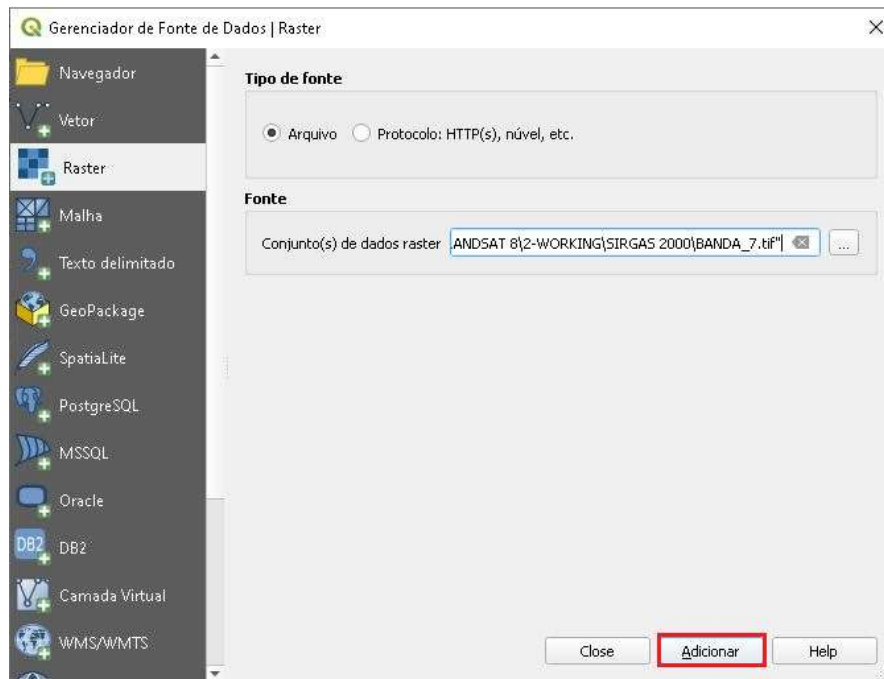 Gerenciador de Fonte de Dados | Raster
Navegador
Vetor
Raster
Malha
Texto delimitado
GeoPackage
SpatiaLite
PostgreSQL
MSSQL
Oracle
DB2 DB2
Camada Virtual
WMS/WMTS
Tipo de fonte
Arquivo Protocolo: HTTP(s), núvel, etc.
Fonte
Conjunto(s) de dados raster .ANDSAT 8\2-WORKING\SIRGAS 2000\BANDA_7.tif" ...
Close Adicionar Help